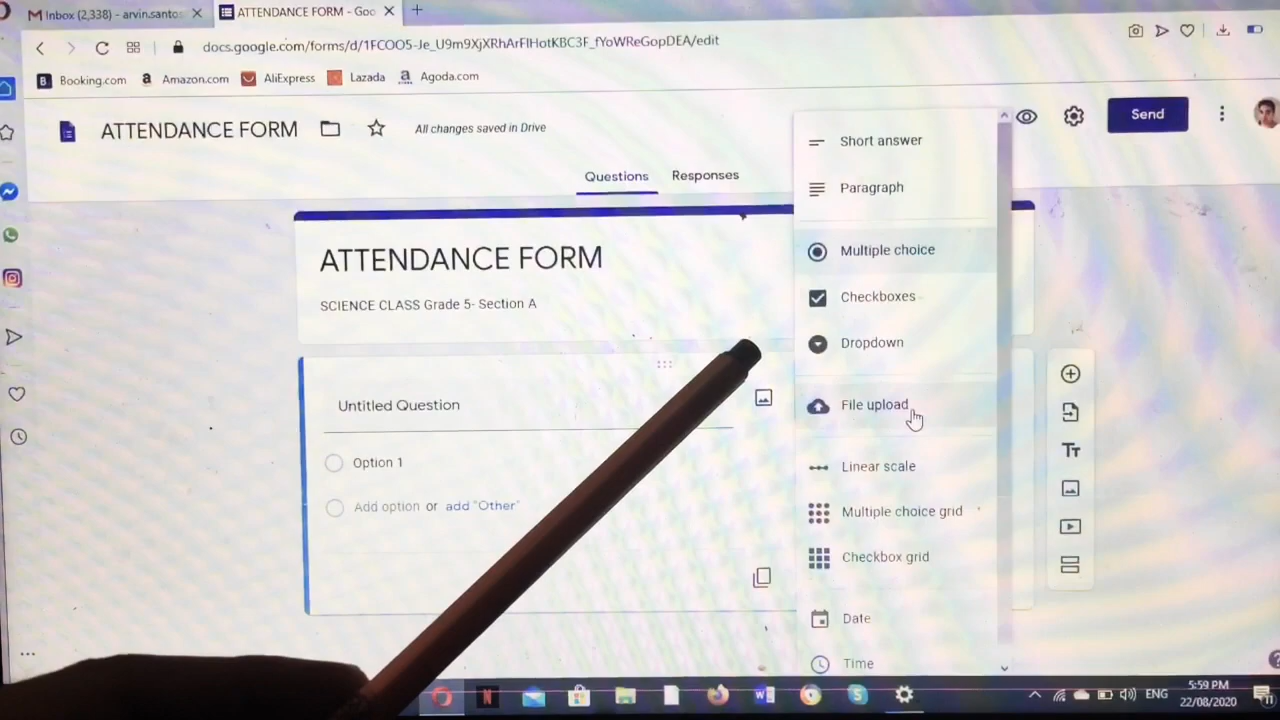 Inbox (2,338) - arvin.santos
ATTENDANCE FORM - Goo
docs.google.com/forms/d/1FCOO5-Je_U9m9XjXRhArFlHotKBC3F_fYoWReGopDEA/edit
Booking.com
Amazon.com
AliExpress
Lazada
Agoda.com
ATTENDANCE FORM
All changes saved in Drive
Send
Questions
Responses
ATTENDANCE FORM
SCIENCE CLASS Grade 5- Section A
Untitled Question
Option 1
Add option or add "Other"
Short answer
Paragraph
Multiple choice
Checkboxes
Dropdown
File upload
Linear scale
Multiple choice grid
Checkbox grid
Date
Time
Tт
ENG
5:59 PM
22/08/2020